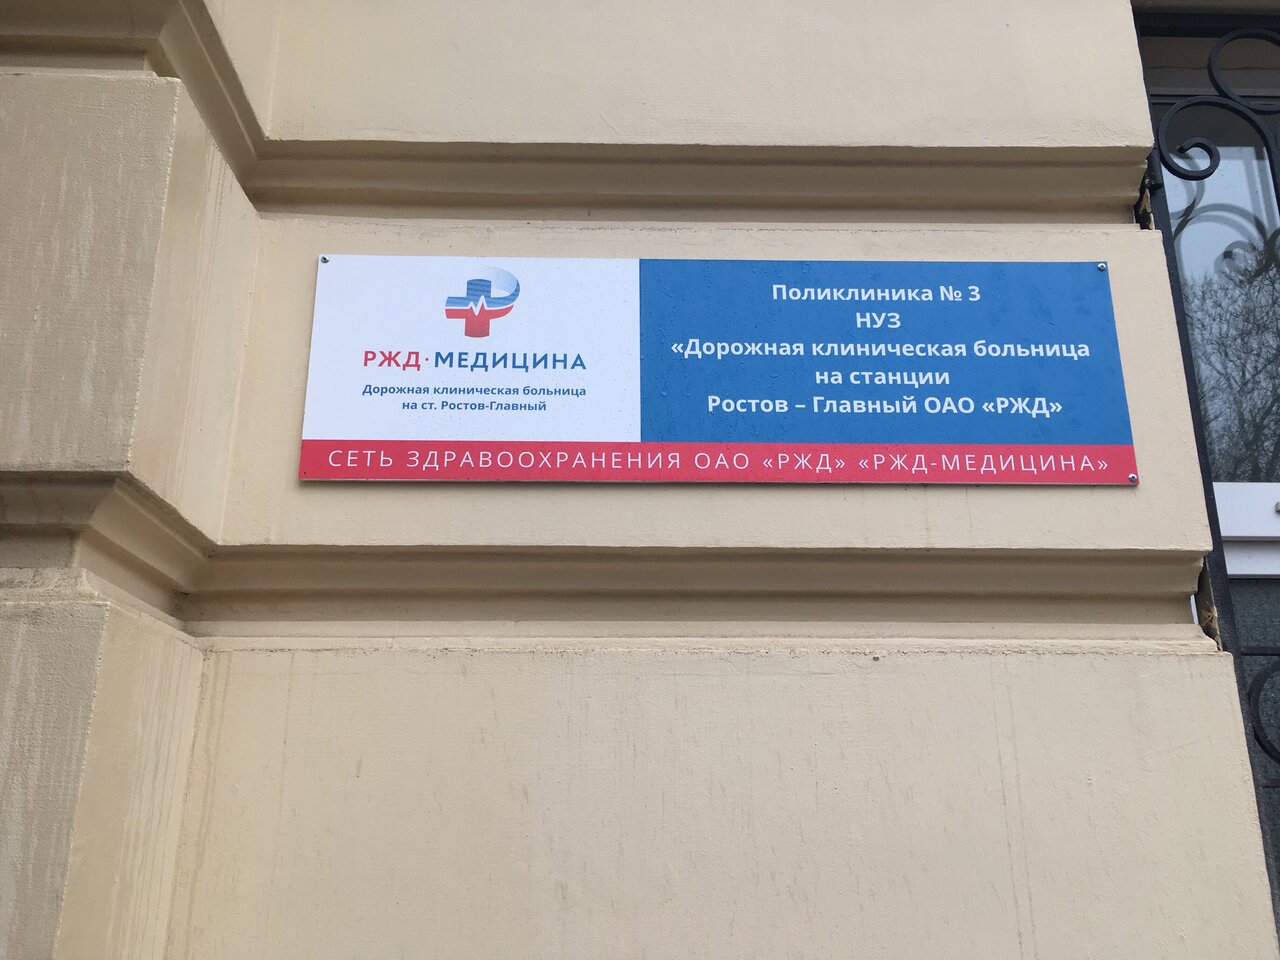 РЖД·МЕДИЦИНА
Дорожная клиническая больница
на ст. Ростов-Главный
Поликлиника № 3
НУЗ
«Дорожная клиническая больница
на станции
Ростов – Главный ОАО «РЖД»
СЕТЬ ЗДРАВООХРАНЕНИЯ ОАО «РЖД» «РЖД-МЕДИЦИНА»